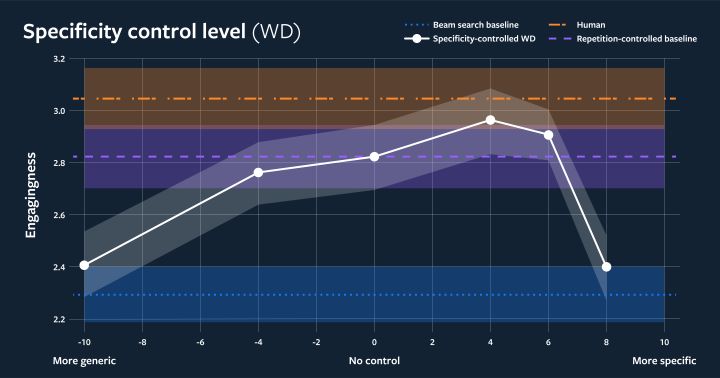 Specificity control level (WD)
Beam search baseline
Human
Specificity-controlled WD
Repetition-controlled baseline
3.2
3.0
2.8
2.6
2.4
2.2
Engagingness
-10 -8 -6 -4 -2 0 2 4 6 8 10
More generic No control More specific